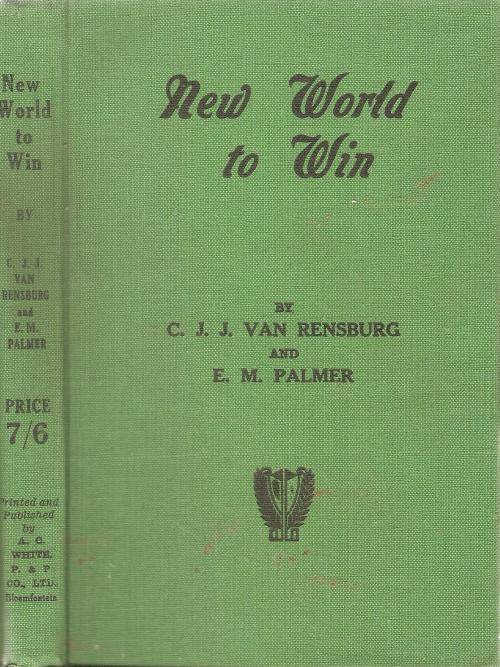 New
World
to
Win
BY
C. J. J.
VAN
RENSBURG
and
E. M.
PALMER
PRICE
7/6
Printed and
Published
by
A. C.
WHITE.
P. & P
CO., LTD.
Bloemfontein
New World
to Win
BY
C. J. J. VAN RENSBURG
AND
E. M. PALMER